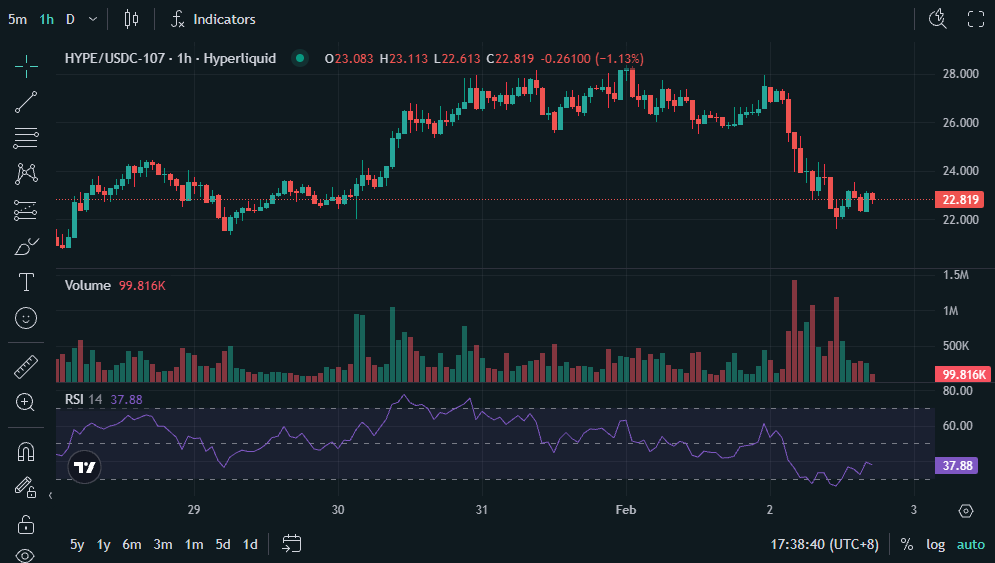 5m 1h D Indicators
HYPE/USDC-107 · 1h · Hyperliquid O23.083 H23.113 L22.613 C22.819 -0.26100 (-1.13%)
28.000
26.000
24.000
22.819
22.000
Volume 99.816K
1.5M
1M
500K
99.816K
RSI 14 37.88
80.00
60.00
37.88
29 30 31 Feb 2 3
5y 1y 6m 3m 1m 5d 1d 17:38:40 (UTC+8) % log auto